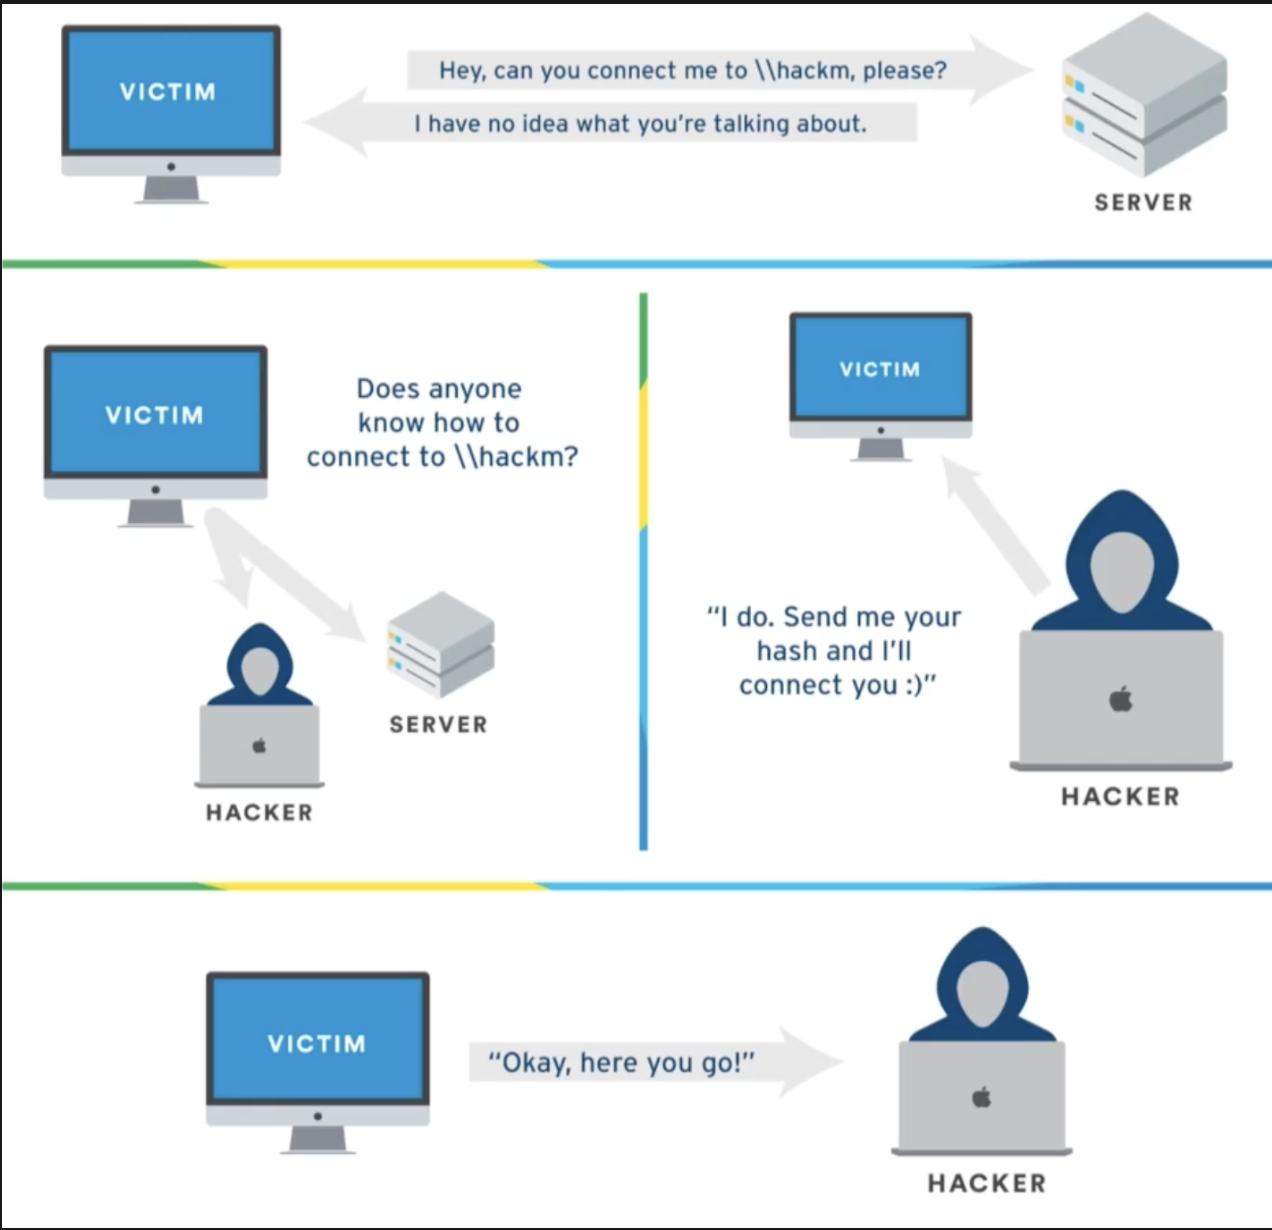 VICTIM
Hey, can you connect me to \\hackm, please?
I have no idea what you're talking about.
SERVER
VICTIM
Does anyone
know how to
connect to \\hackm?
SERVER
HACKER
VICTIM
“I do. Send me your
hash and I'll
connect you :)”
HACKER
VICTIM
“Okay, here you go!”
HACKER